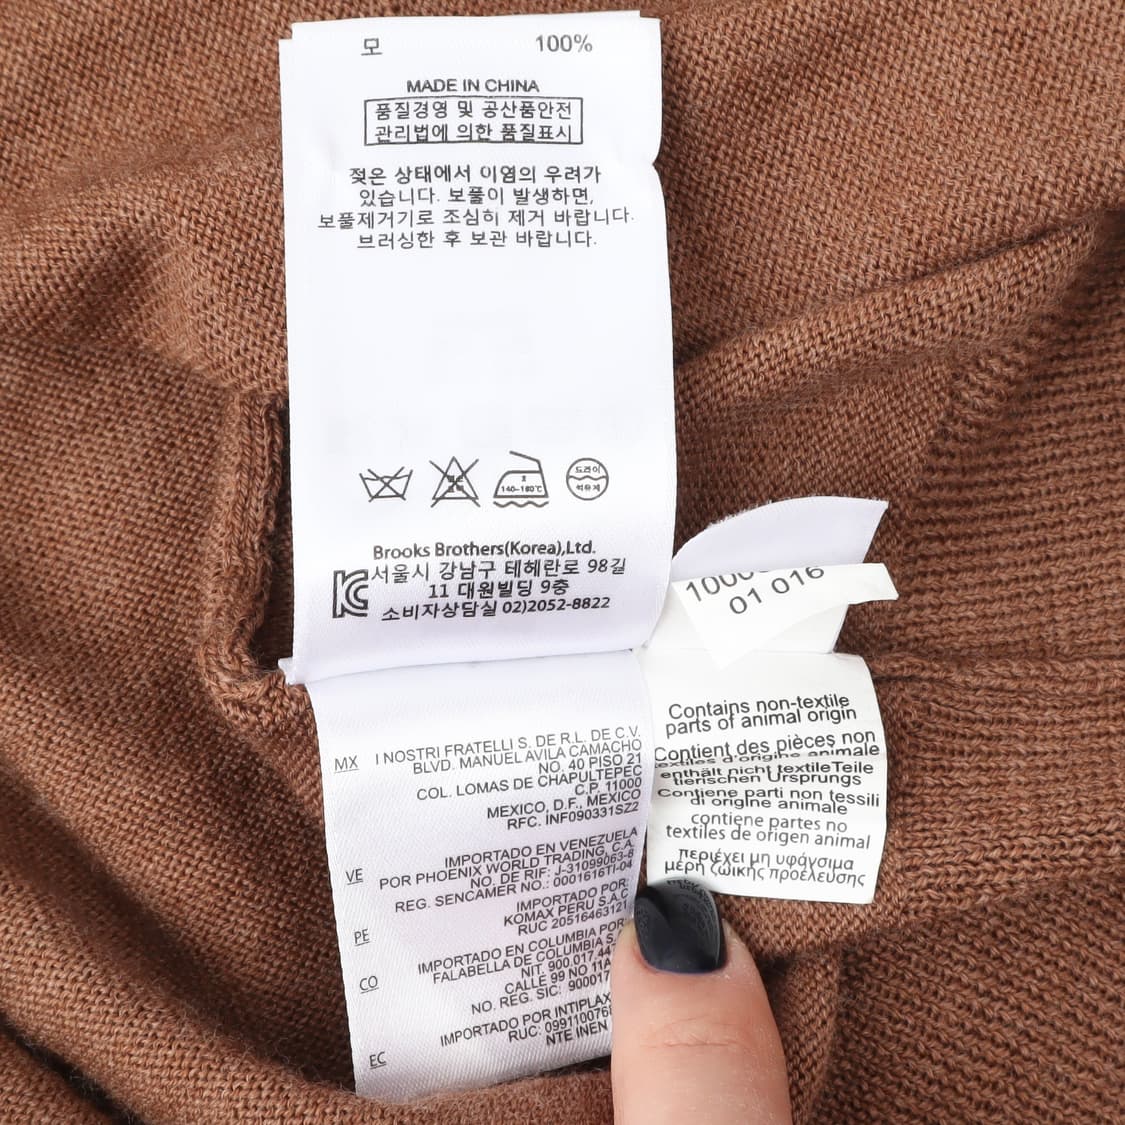 모 100%
MADE IN CHINA
품질경영 및 공산품안전
관리법에 의한 품질표시
젖은 상태에서 이염의 우려가
있습니다. 보풀이 발생하면,
보풀제거기로 조심히 제거 바랍니다.
브러싱한 후 보관 바랍니다.
140~160℃
드라이
석유계
Brooks Brothers(Korea),Ltd.
서울시 강남구 테헤란로 98길
11 대원빌딩 9층
소비자상담실 02)2052-8822
MX I NOSTRI FRATELLI S. DE R.L. DE C.V.
BLVD. MANUEL AVILA CAMACHO
NO. 40 PISO 21
COL. LOMAS DE CHAPULTEPEC
C.P. 11000
MEXICO, D.F., MEXICO
RFC. INF090331SZ2
VE IMPORTADO EN VENEZUELA
POR PHOENIX WORLD TRADING, C.A.
NO. DE RIF: J-31099063-8
REG. SENCAMER NO.: 0001616TI-04
PE IMPORTADO POR:
KOMAX PERU S.A.C
RUC 20516463121
CO IMPORTADO EN COLUMBIA POR:
FALABELLA DE COLUMBIA S.
NIT. 900.017.447
CALLE 99 NO 11A
NO. REG. SIC: 900017
EC IMPORTADO POR INTIPLAX
RUC: 099110076
NTE INEN
01 016
Contains non-textile
parts of animal origin
Contient des pièces non
textiles d'origine animale
enthält nicht textile Teile
tierischen Ursprungs
Contiene parti non tessili
di origine animale
contiene partes no
textiles de origen animal
περιέχει μη υφάνσιμα
μέρη ζωικής προέλευσης